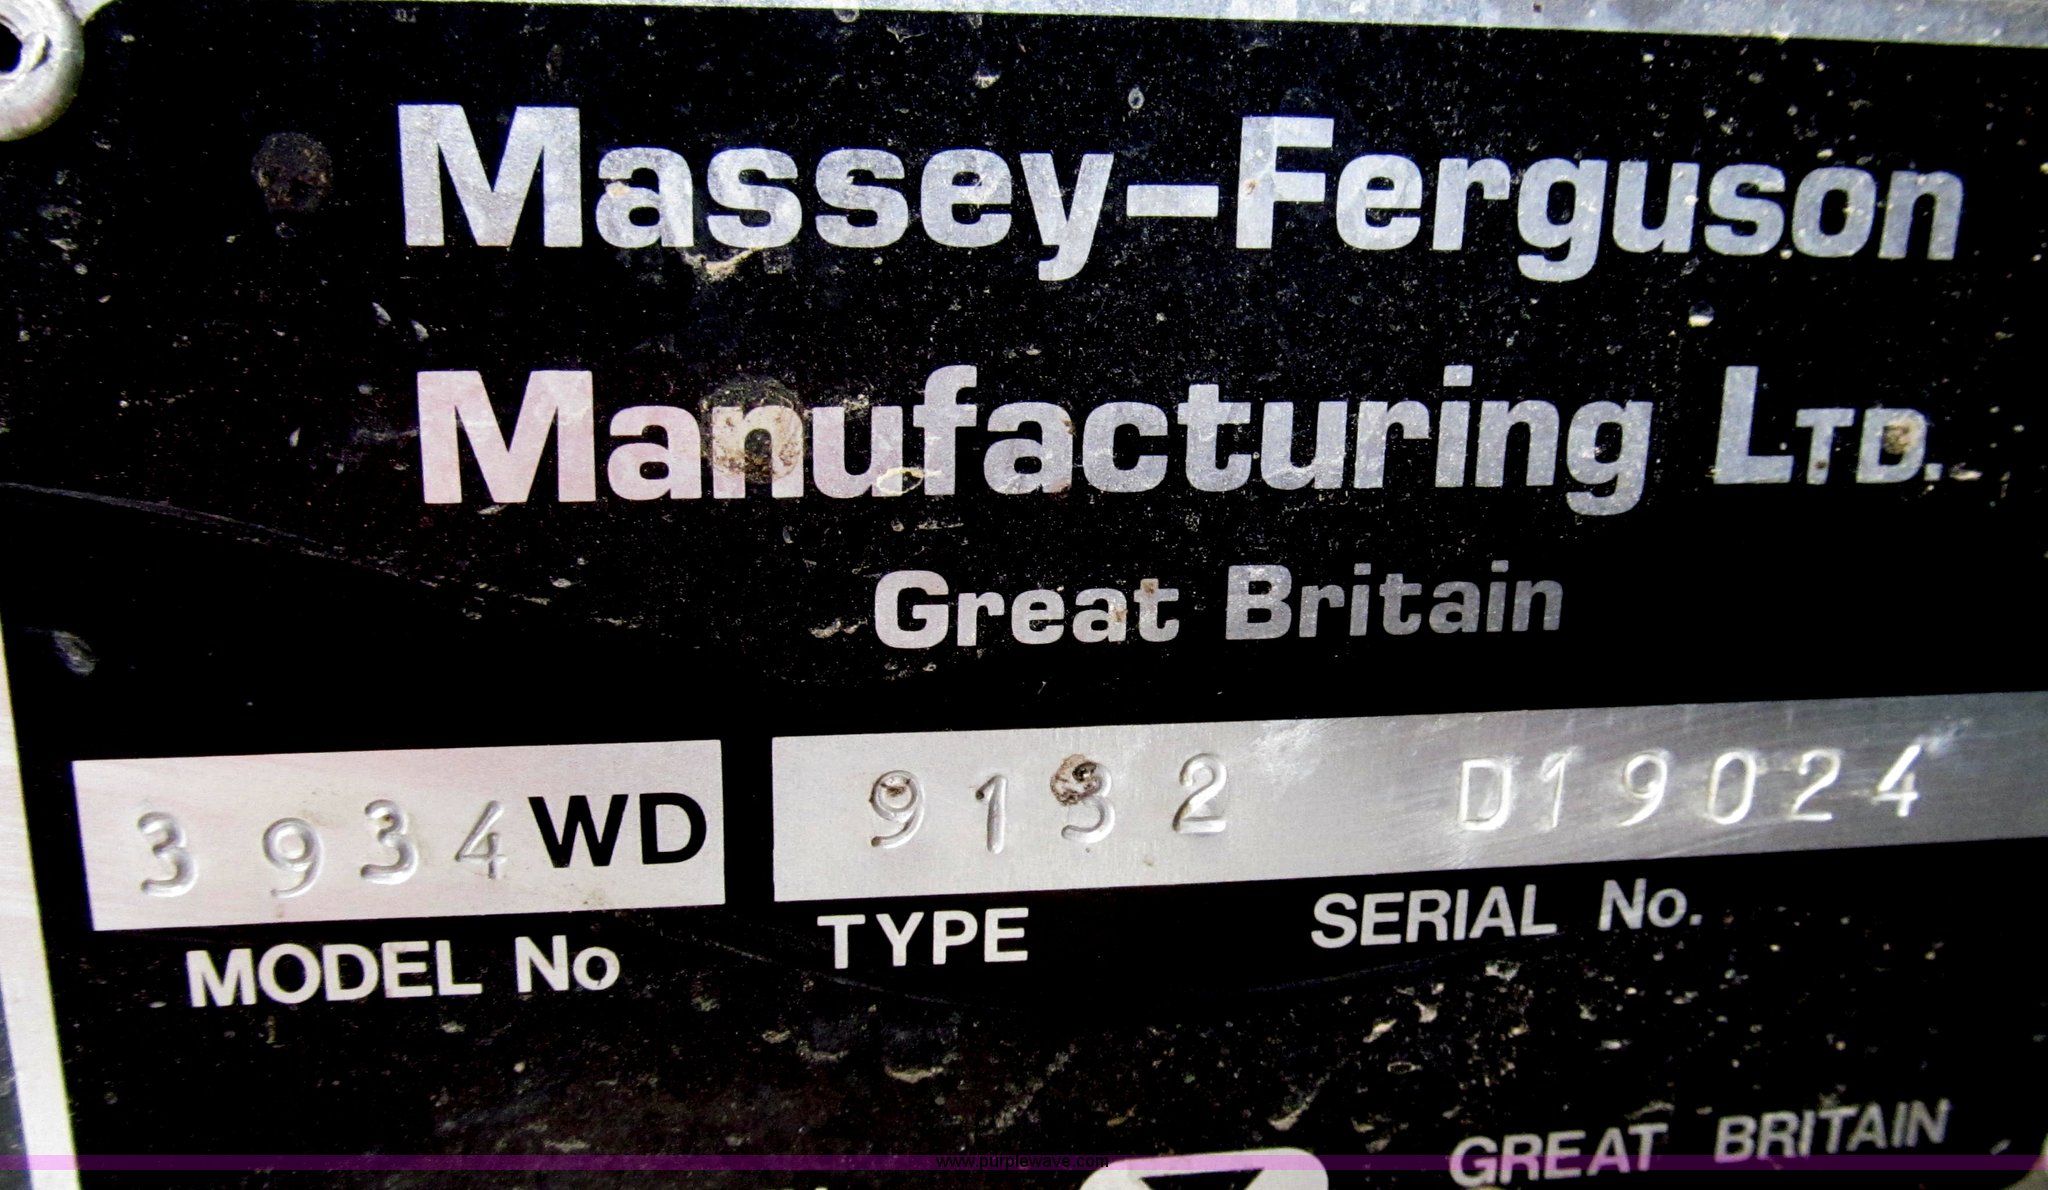 Massey-Ferguson
Manufacturing LTD.
Great Britain
3934WD 9132 D19024
MODEL No TYPE SERIAL No.
GREAT BRITAIN
www.purplewave.com